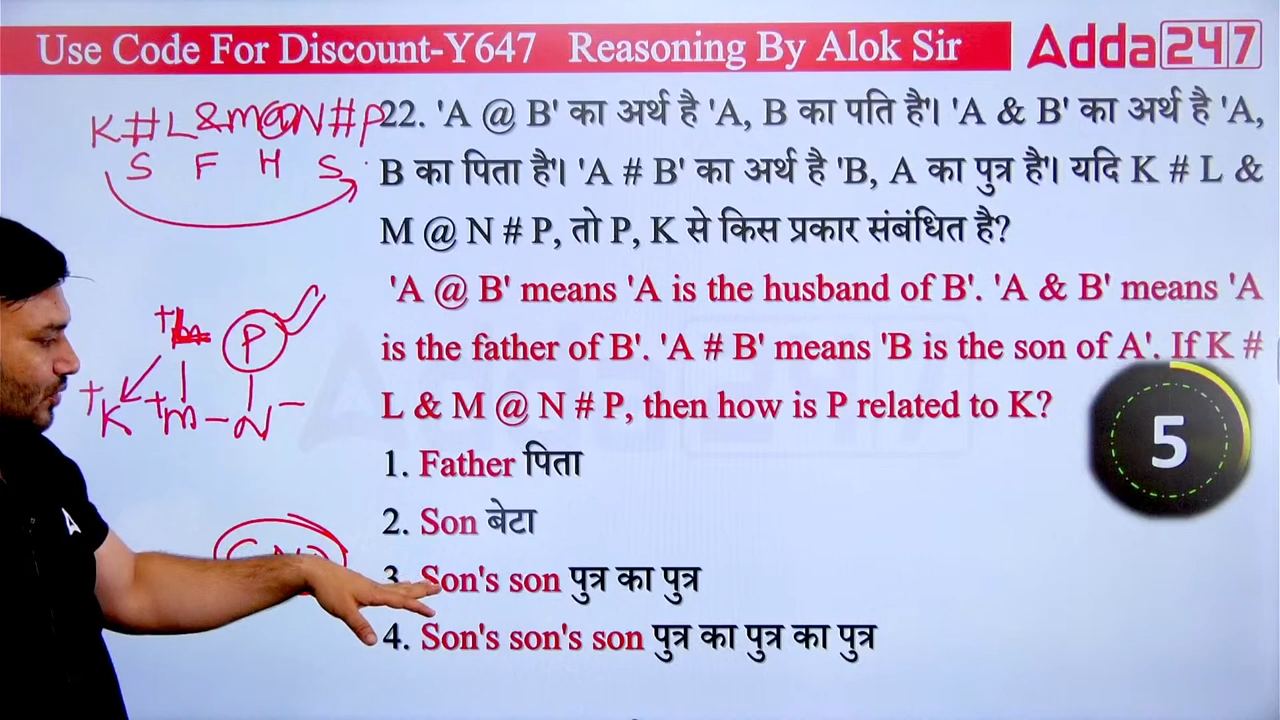 Use Code For Discount-Y647 Reasoning By Alok Sir
Adda247
K#L&m@N#P
S F H S
22. 'A @ B' का अर्थ है 'A, B का पति है'। 'A & B' का अर्थ है 'A,
B का पिता है'। 'A # B' का अर्थ है 'B, A का पुत्र है'। यदि K # L &
M @ N # P, तो P, K से किस प्रकार संबंधित है?
'A @ B' means 'A is the husband of B'. 'A & B' means 'A
is the father of B'. 'A # B' means 'B is the son of A'. If K #
L & M @ N # P, then how is P related to K?
P
+K +m - N -
5
1. Father पिता
2. Son बेटा
3. Son's son पुत्र का पुत्र
4. Son's son's son पुत्र का पुत्र का पुत्र